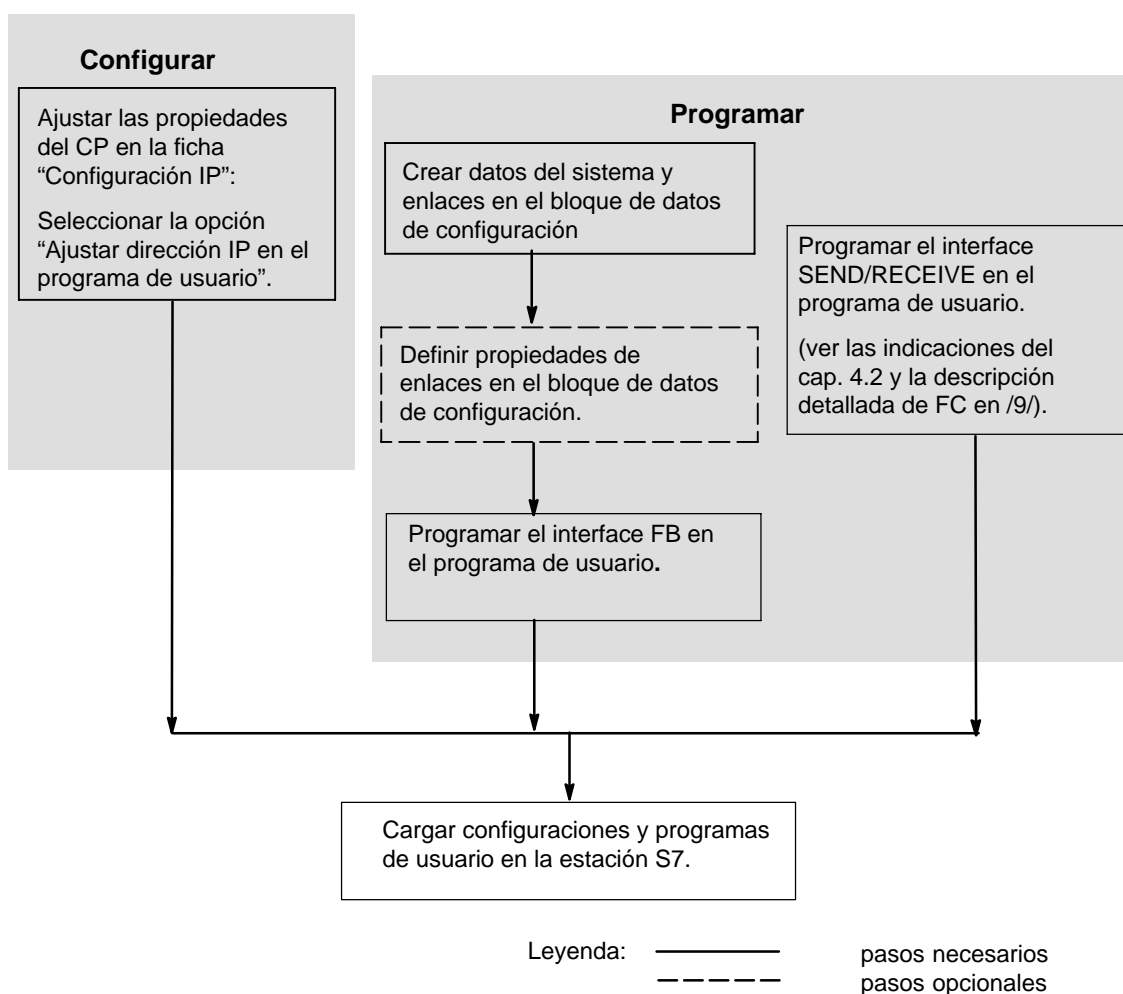 Configurar
Ajustar las propiedades
del CP en la ficha
“Configuración IP”:
Seleccionar la opción
“Ajustar dirección IP en el
programa de usuario”.
Programar
Crear datos del sistema y
enlaces en el bloque de datos
de configuración
Definir propiedades de
enlaces en el bloque de datos
de configuración.
Programar el interface FB en
el programa de usuario.
Programar el interface
SEND/RECEIVE en el
programa de usuario.
(ver las indicaciones del
cap. 4.2 y la descripción
detallada de FC en /9/).
Cargar configuraciones y programas
de usuario en la estación S7.
Leyenda:
pasos necesarios
pasos opcionales